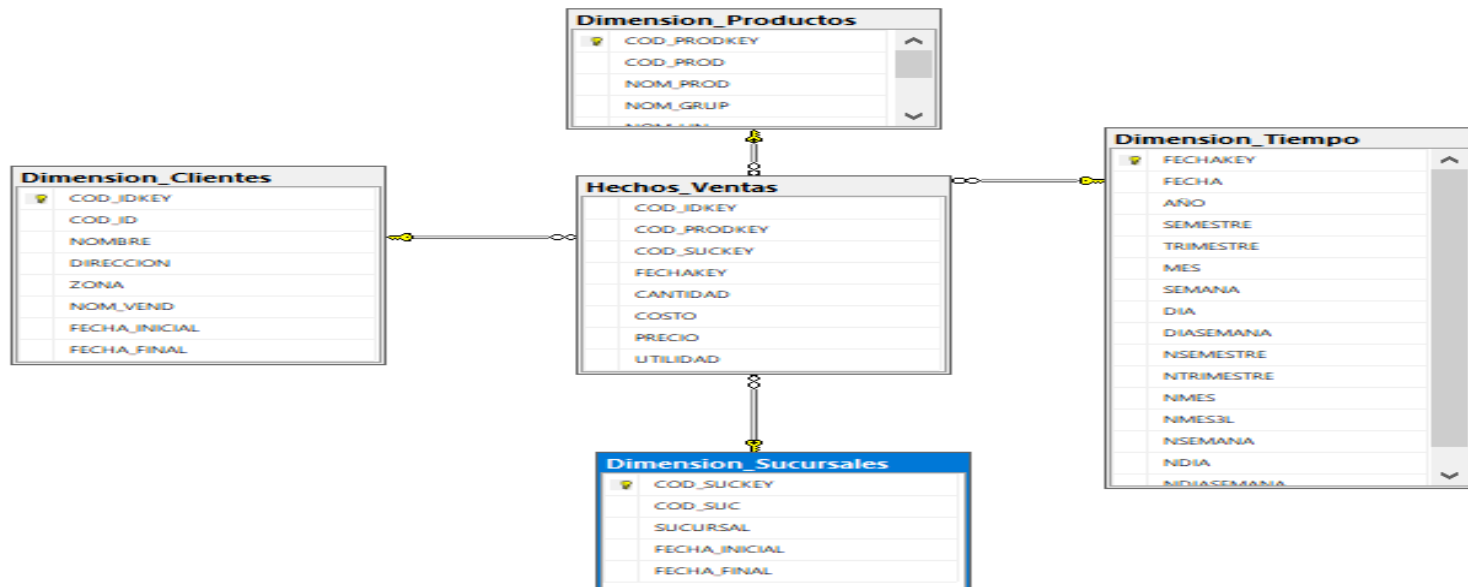 Dimension_Productos
COD_PRODKEY
COD_PROD
NOM_PROD
NOM_GRUP
Dimension_Clientes
COD_IDKEY
COD_ID
NOMBRE
DIRECCION
ZONA
NOM_VEND
FECHA_INICIAL
FECHA_FINAL
Hechos_Ventas
COD_IDKEY
COD_PRODKEY
COD_SUCKEY
FECHAKEY
CANTIDAD
COSTO
PRECIO
UTILIDAD
Dimension_Tiempo
FECHAKEY
FECHA
AÑO
SEMESTRE
TRIMESTRE
MES
SEMANA
DIA
DIASEMANA
NSEMESTRE
NTRIMESTRE
NMES
NMES3L
NSEMANA
NDIA
NDIASEMANA
Dimension_Sucursales
COD_SUCKEY
COD_SUC
SUCURSAL
FECHA_INICIAL
FECHA_FINAL